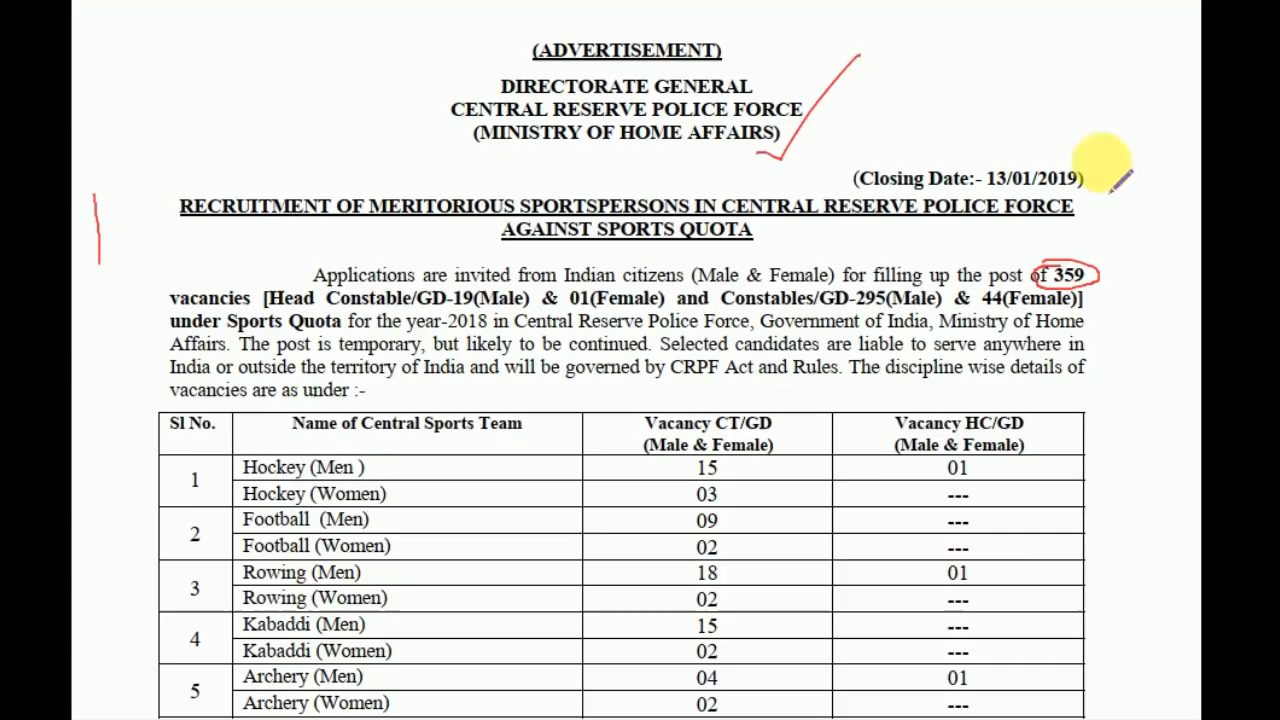 (ADVERTISEMENT)
DIRECTORATE GENERAL
CENTRAL RESERVE POLICE FORCE
(MINISTRY OF HOME AFFAIRS)
(Closing Date:- 13/01/2019)
RECRUITMENT OF MERITORIOUS SPORTSPERSONS IN CENTRAL RESERVE POLICE FORCE
AGAINST SPORTS QUOTA
Applications are invited from Indian citizens (Male & Female) for filling up the post of 359
vacancies [Head Constable/GD-19(Male) & 01(Female) and Constables/GD-295(Male) & 44(Female)]
under Sports Quota for the year-2018 in Central Reserve Police Force, Government of India, Ministry of Home
Affairs. The post is temporary, but likely to be continued. Selected candidates are liable to serve anywhere in
India or outside the territory of India and will be governed by CRPF Act and Rules. The discipline wise details of
vacancies are as under :-
Sl No. Name of Central Sports Team Vacancy CT/GD (Male & Female) Vacancy HC/GD (Male & Female)
1 Hockey (Men ) 15 01
Hockey (Women) 03 ---
2 Football (Men) 09 ---
Football (Women) 02 ---
3 Rowing (Men) 18 01
Rowing (Women) 02 ---
4 Kabaddi (Men) 15 ---
Kabaddi (Women) 02 ---
5 Archery (Men) 04 01
Archery (Women) 02 ---